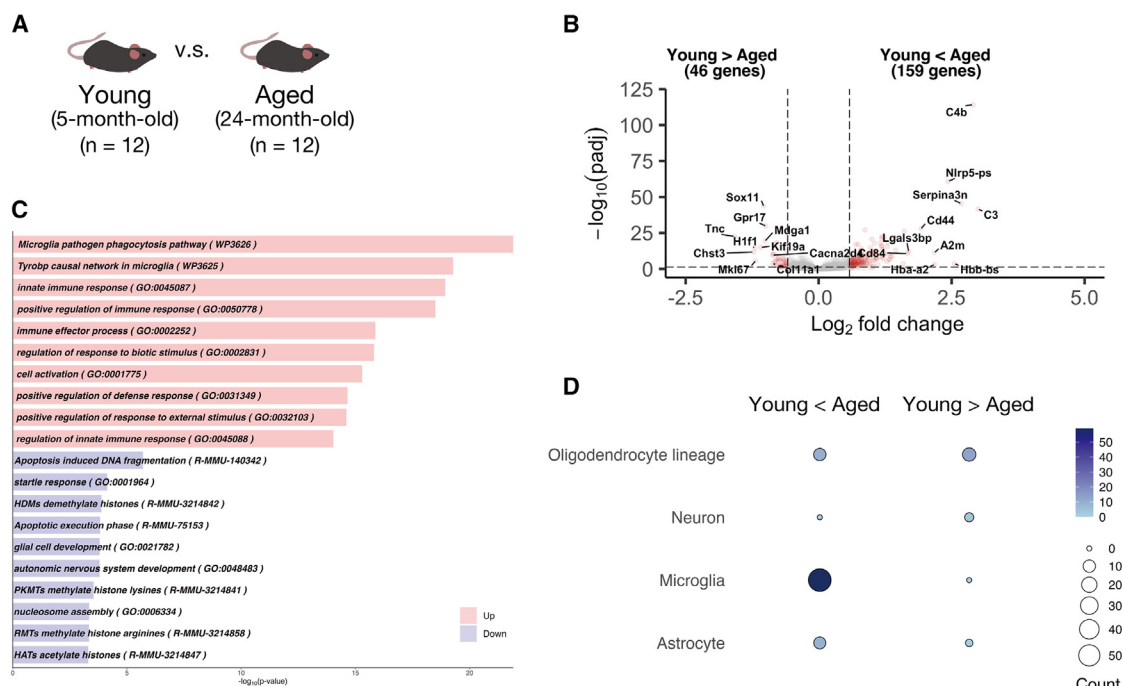 A
v.s.
Young
(5-month-old)
(n = 12)
Aged
(24-month-old)
(n = 12)
B
Young > Aged
(46 genes)
Young < Aged
(159 genes)
−log10(padj)
125
100
75
50
25
0
C4b
Nlrp5-ps
Serpina3n
C3
Cd44
Lgals3bp
A2m
Cd84
Hba-a2
Hbb-bs
Sox11
Gpr17
Tnc
Mdga1
H1f1
Kif19a
Chst3
Cacna2d4
Mkl67
Col11a1
-2.5
0.0
2.5
5.0
Log2 fold change
C
Microglia pathogen phagocytosis pathway ( WP3626 )
Tyrobp causal network in microglia ( WP3625 )
innate immune response ( GO:0045087 )
positive regulation of immune response ( GO:0050778 )
immune effector process ( GO:0002252 )
regulation of response to biotic stimulus ( GO:0002831 )
cell activation ( GO:0001775 )
positive regulation of defense response ( GO:0031349 )
positive regulation of response to external stimulus ( GO:0032103 )
regulation of innate immune response ( GO:0045088 )
Apoptosis induced DNA fragmentation ( R-MMU-140342 )
startle response ( GO:0001964 )
HDMs demethylate histones ( R-MMU-3214842 )
Apoptotic execution phase ( R-MMU-75153 )
glial cell development ( GO:0021782 )
autonomic nervous system development ( GO:0048483 )
PKMTs methylate histone lysines ( R-MMU-3214841 )
nucleosome assembly ( GO:0006334 )
RMTs methylate histone arginines ( R-MMU-3214858 )
HATs acetylate histones ( R-MMU-3214847 )
Up
Down
0
5
10
15
20
-log10(p-value)
D
Young < Aged
Young > Aged
Oligodendrocyte lineage
Neuron
Microglia
Astrocyte
50
40
30
20
10
0
0
10
20
30
40
50
Count